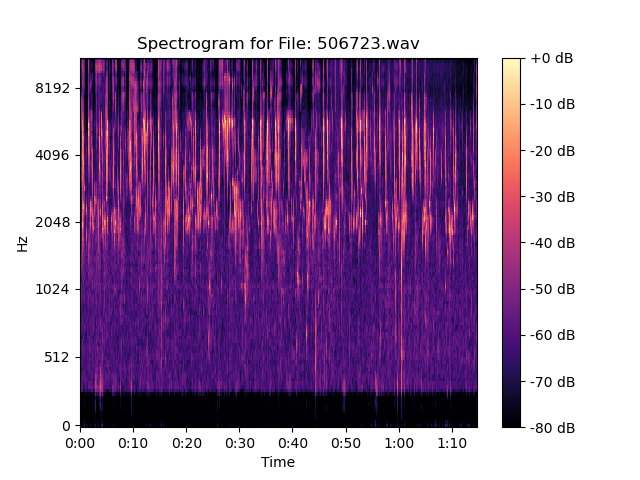 Spectrogram for File: 506723.wav
8192
4096
2048
1024
512
0
Hz
0:00 0:10 0:20 0:30 0:40 0:50 1:00 1:10
Time
+0 dB
-10 dB
-20 dB
-30 dB
-40 dB
-50 dB
-60 dB
-70 dB
-80 dB